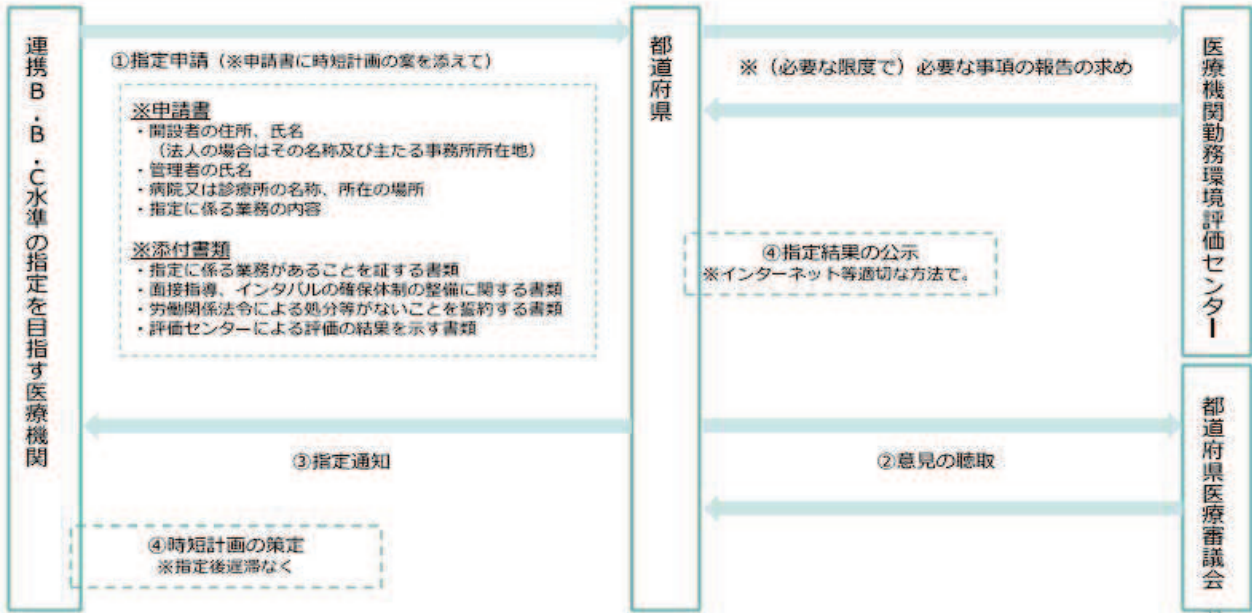 連携B・B・C水準の指定を目指す医療機関
①指定申請（※申請書に時短計画の案を添えて）
※申請書
・開設者の住所、氏名
（法人の場合はその名称及び主たる事務所所在地）
・管理者の氏名
・病院又は診療所の名称、所在の場所
・指定に係る業務の内容
※添付書類
・指定に係る業務があることを証する書類
・面接指導、インタバルの確保体制の整備に関する書類
・労働関係法令による処分等がないことを誓約する書類
・評価センターによる評価の結果を示す書類
③指定通知
④時短計画の策定
※指定後遅滞なく
都道府県
※（必要な限度で）必要な事項の報告の求め
④指定結果の公示
※インターネット等適切な方法で。
②意見の聴取
医療機関勤務環境評価センター
都道府県医療審議会